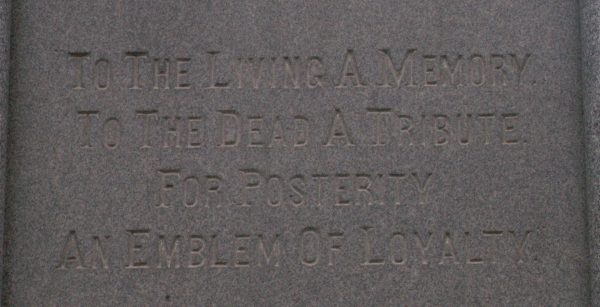 To The Living A Memory.
To The Dead A Tribute.
For Posterity
An Emblem Of Loyalty.